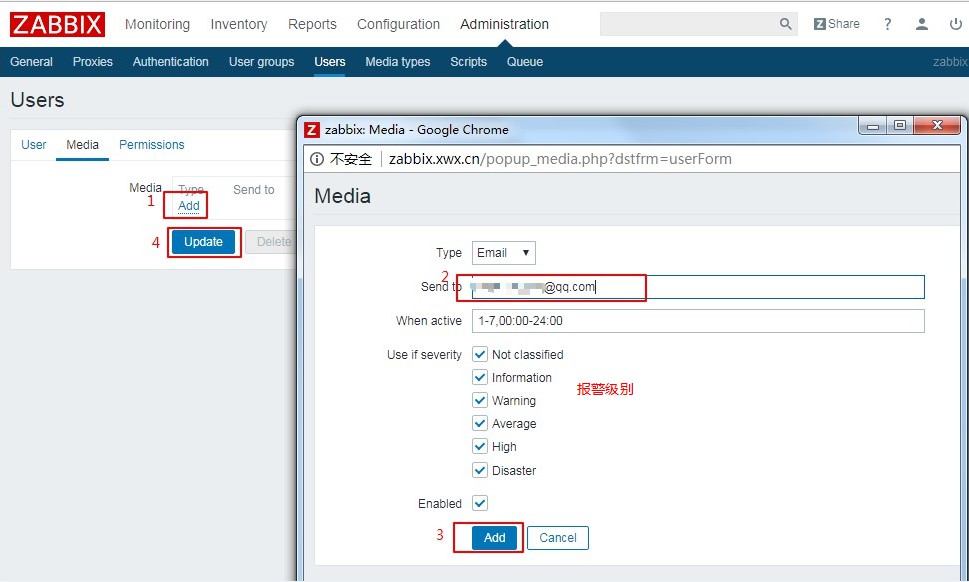 ZABBIX Monitoring Inventory Reports Configuration Administration Share ?
General Proxies Authentication User groups Users Media types Scripts Queue zabbix
Users
User Media Permissions
Media Type Send to
1 Add
4 Update Delete
Z zabbix: Media - Google Chrome
不安全 zabbix.xwx.cn/popup_media.php?dstfrm=userForm
Media
Type Email
2 Send to @qq.com
When active 1-7,00:00-24:00
Use if severity Not classified
Information
报警级别
Warning
Average
High
Disaster
Enabled
3 Add Cancel